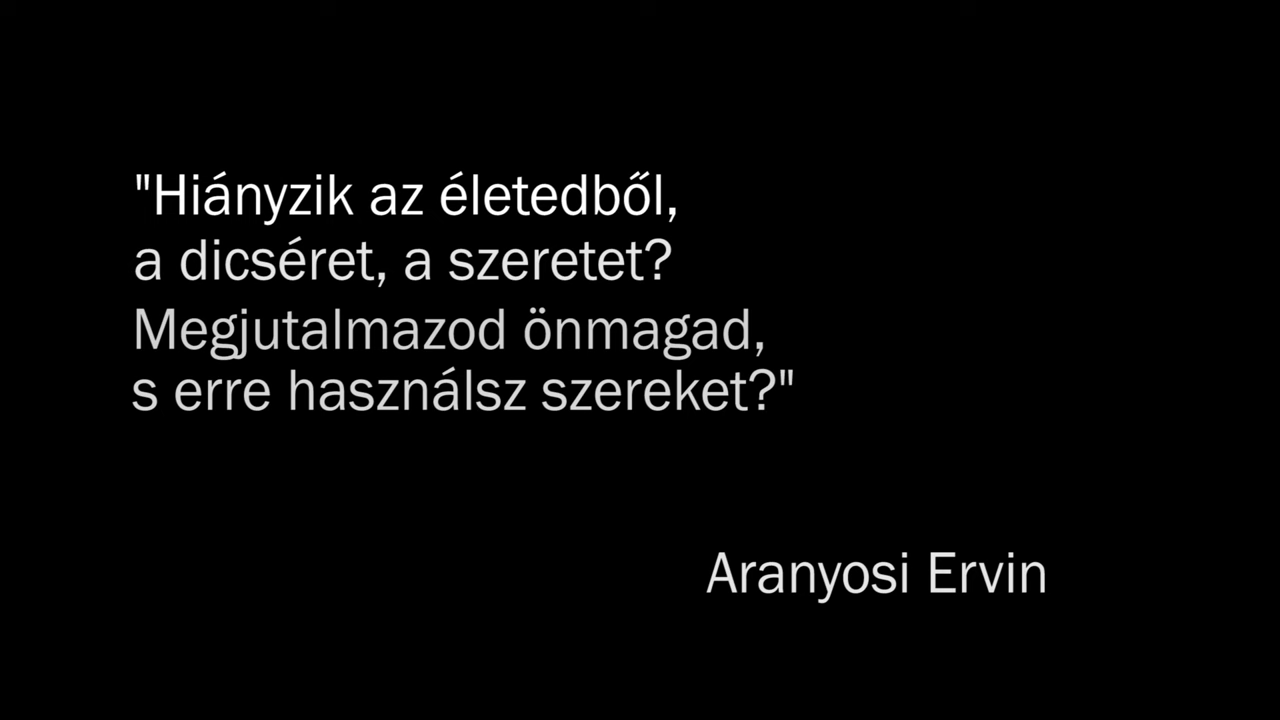 "Hiányzik az életedből,
a dicséret, a szeretet?
Megjutalmazod önmagad,
s erre használsz szereket?"
Aranyosi Ervin